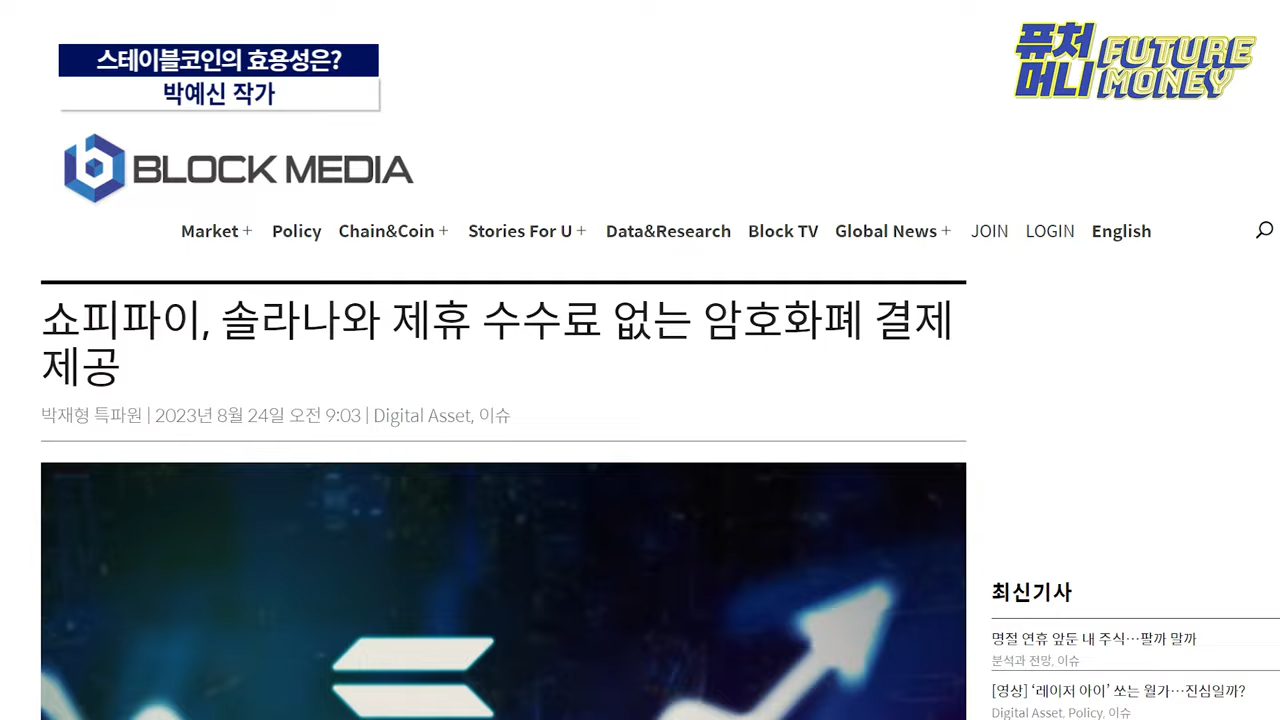 스테이블코인의 효용성은?
박예신 작가
퓨처 FUTURE
머니 MONEY
BLOCK MEDIA
Market + Policy Chain&Coin + Stories For U + Data&Research Block TV Global News + JOIN LOGIN English
쇼피파이, 솔라나와 제휴 수수료 없는 암호화폐 결제
제공
박재형 특파원 | 2023년 8월 24일 오전 9:03 | Digital Asset, 이슈
최신기사
명절 연휴 앞둔 내 주식…팔까 말까
분석과 전망, 이슈
[영상] ‘레이저 아이’ 쏘는 월가…진심일까?
Digital Asset, Policy, 이슈